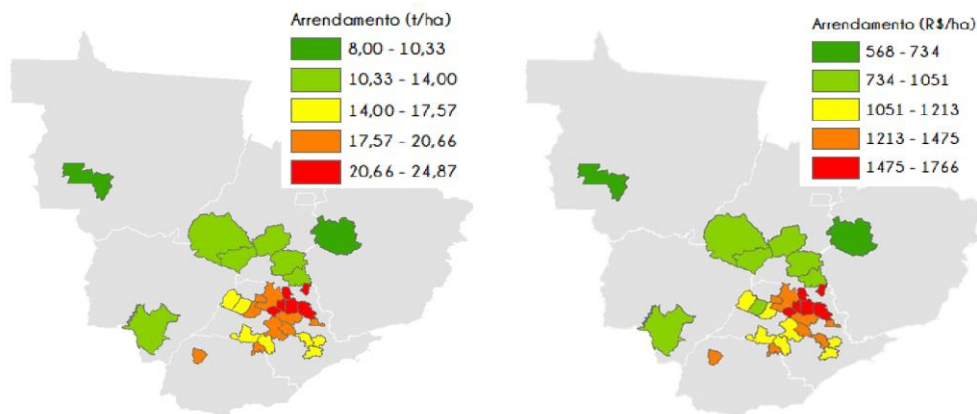 Arrendamento (t/ha)
8,00 - 10,33
10,33 - 14,00
14,00 - 17,57
17,57 - 20,66
20,66 - 24,87
Arrendamento (R$/ha)
568 - 734
734 - 1051
1051 - 1213
1213 - 1475
1475 - 1766